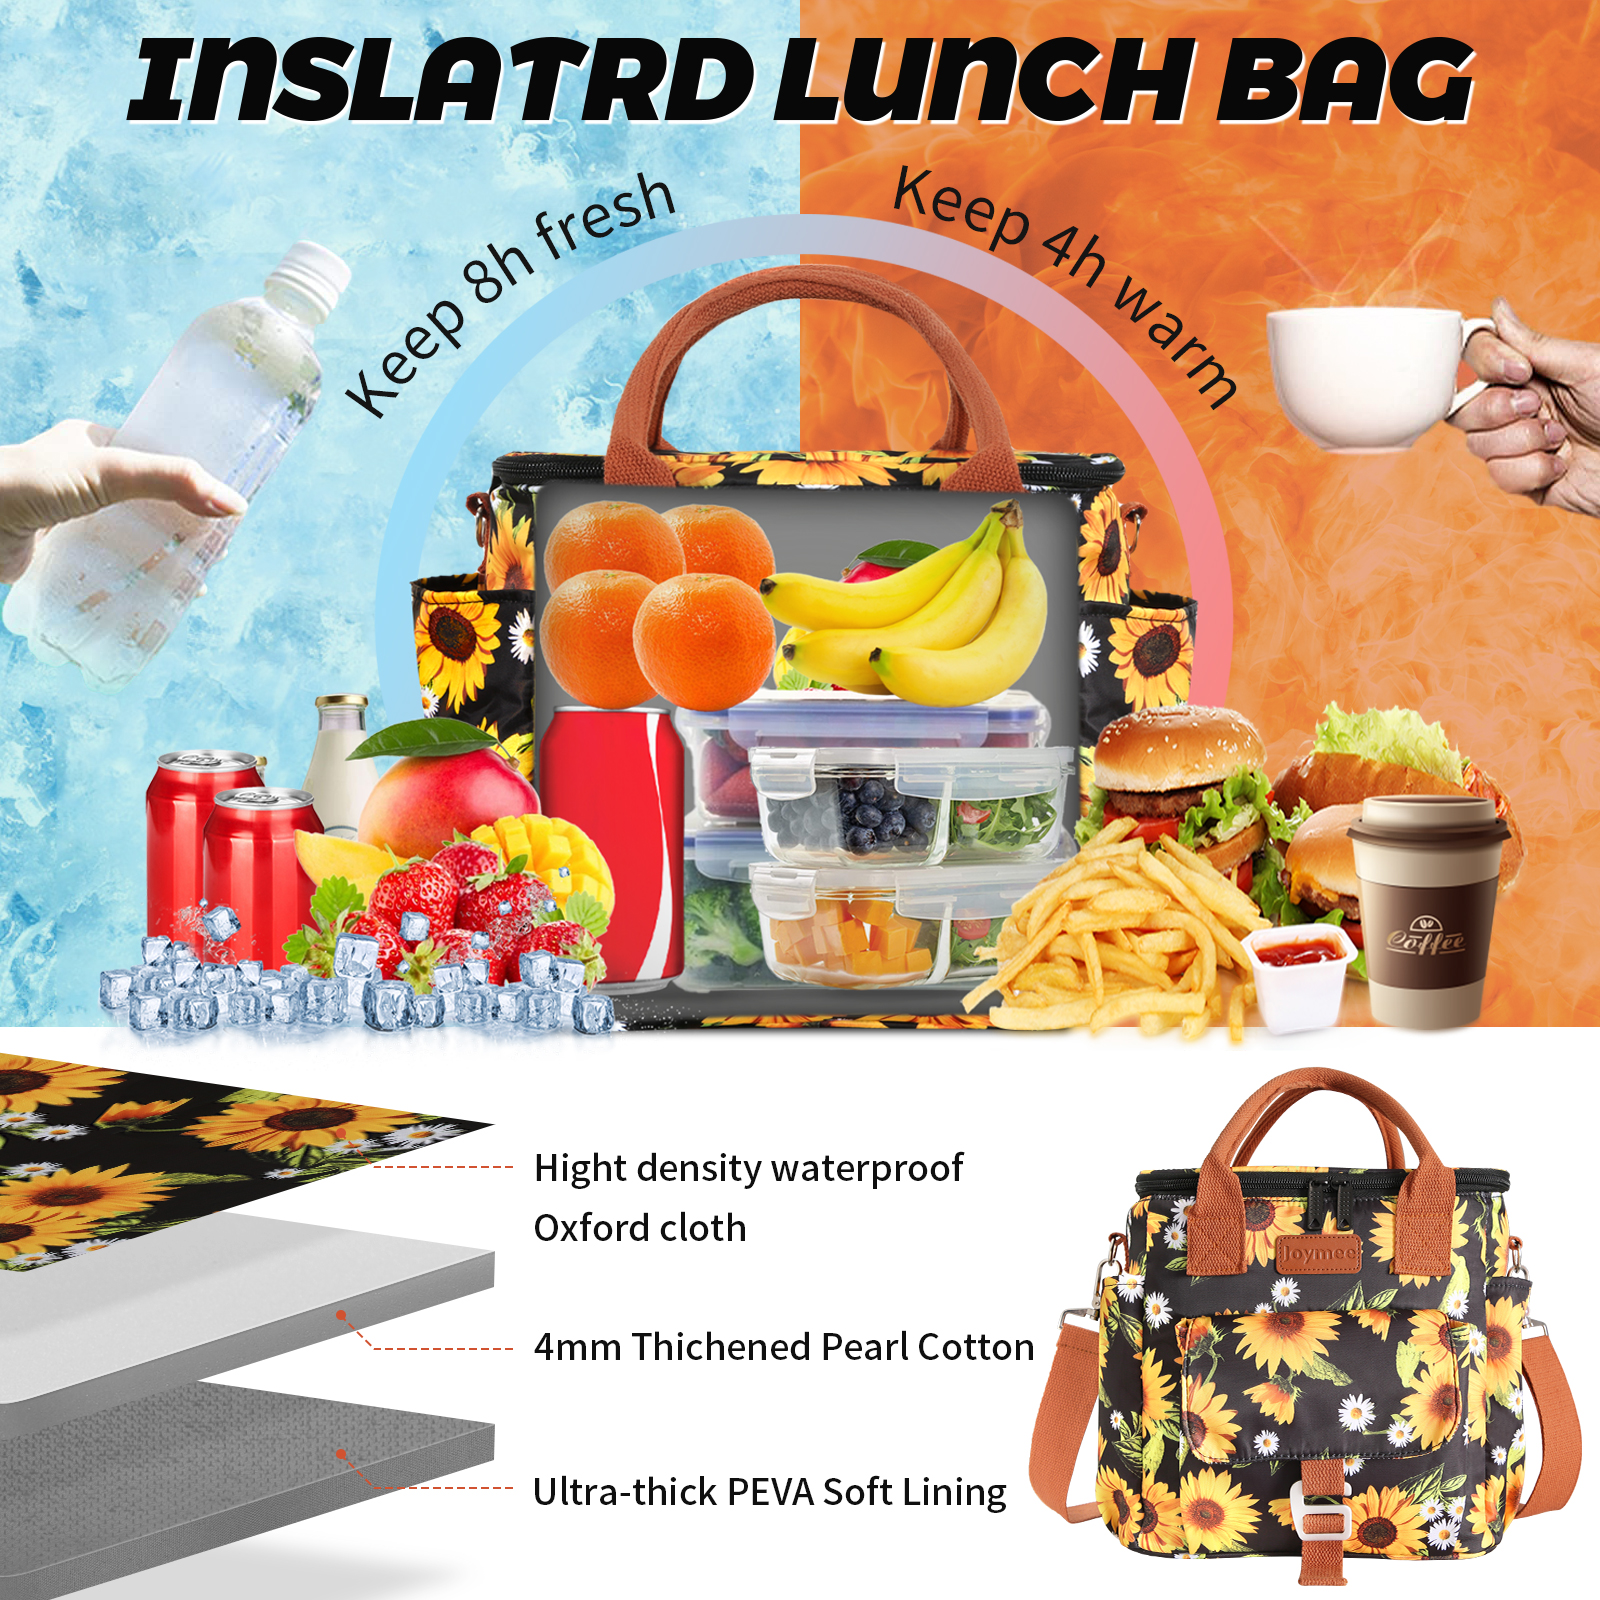 INSLATRD LUNCH BAG
Keep 8h fresh
Keep 4h warm
Coffee
Hight density waterproof
Oxford cloth
Joymee
4mm Thichened Pearl Cotton
Ultra-thick PEVA Soft Lining